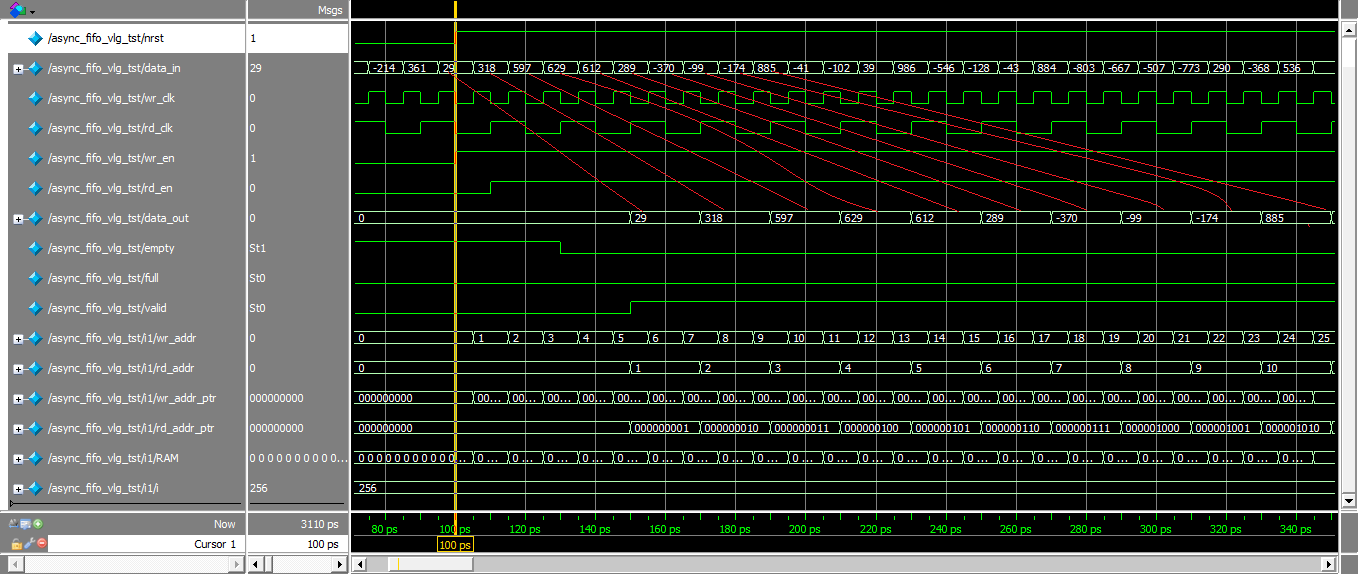 Msgs
/async_fifo_vlg_tst/nrst 1
/async_fifo_vlg_tst/data_in 29 -214 361 29 318 597 629 612 289 -370 -99 -174 885 -41 -102 39 986 -546 -128 -43 884 -803 -667 -507 -773 290 -368 536
/async_fifo_vlg_tst/wr_clk 0
/async_fifo_vlg_tst/rd_clk 0
/async_fifo_vlg_tst/wr_en 1
/async_fifo_vlg_tst/rd_en 0
/async_fifo_vlg_tst/data_out 0 0 29 318 597 629 612 289 -370 -99 -174 885
/async_fifo_vlg_tst/empty St1
/async_fifo_vlg_tst/full St0
/async_fifo_vlg_tst/valid St0
/async_fifo_vlg_tst/i1/wr_addr 0 0 1 2 3 4 5 6 7 8 9 10 11 12 13 14 15 16 17 18 19 20 21 22 23 24 25
/async_fifo_vlg_tst/i1/rd_addr 0 0 1 2 3 4 5 6 7 8 9 10
/async_fifo_vlg_tst/i1/wr_addr_ptr 000000000 000000000 00... 00... 00... 00... 00... 00... 00... 00... 00... 00... 00... 00... 00... 00... 00... 00... 00... 00... 00... 00... 00... 00... 00... 00...
/async_fifo_vlg_tst/i1/rd_addr_ptr 000000000 000000000 000000001 000000010 000000011 000000100 000000101 000000110 000000111 000001000 000001001 000001010
/async_fifo_vlg_tst/i1/RAM 0 0 0 0 0 0 0 0 0 0... 0 0 0 0 0 0 0 0 0 0 0... 0 ... 0 ... 0 ... 0 ... 0 ... 0 ... 0 ... 0 ... 0 ... 0 ... 0 ... 0 ... 0 ... 0 ... 0 ... 0 ... 0 ... 0 ... 0 ... 0 ... 0 ... 0 ... 0 ... 0 ...
/async_fifo_vlg_tst/i1/i 256 256
Now 3110 ps 80 ps 100 ps 120 ps 140 ps 160 ps 180 ps 200 ps 220 ps 240 ps 260 ps 280 ps 300 ps 320 ps 340 ps
Cursor 1 100 ps 100 ps